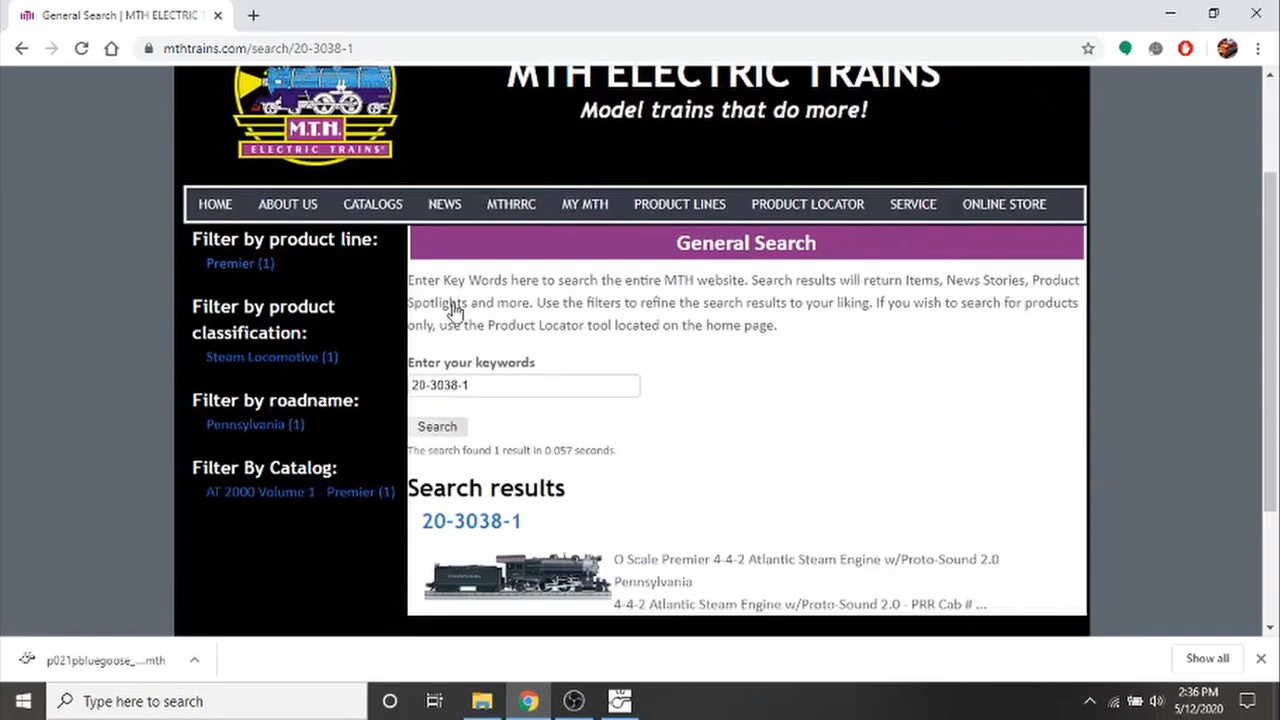 General Search | MTH ELECTRIC T
mthtrains.com/search/20-3038-1
MTH ELECTRIC TRAINS
Model trains that do more!
M.T.H.
ELECTRIC TRAINS
HOME ABOUT US CATALOGS NEWS MTHRRC MY MTH PRODUCT LINES PRODUCT LOCATOR SERVICE ONLINE STORE
Filter by product line:
Premier (1)
Filter by product
classification:
Steam Locomotive (1)
Filter by roadname:
Pennsylvania (1)
Filter By Catalog:
AT 2000 Volume 1 - Premier (1)
General Search
Enter Key Words here to search the entire MTH website. Search results will return Items, News Stories, Product
Spotlights and more. Use the filters to refine the search results to your liking. If you wish to search for products
only, use the Product Locator tool located on the home page.
Enter your keywords
20-3038-1
Search
The search found 1 result in 0.057 seconds.
Search results
20-3038-1
O Scale Premier 4-4-2 Atlantic Steam Engine w/Proto-Sound 2.0
Pennsylvania
4-4-2 Atlantic Steam Engine w/Proto-Sound 2.0 - PRR Cab # ...
p021pbluegoose_....mth
Show all
Type here to search
2:36 PM
5/12/2020